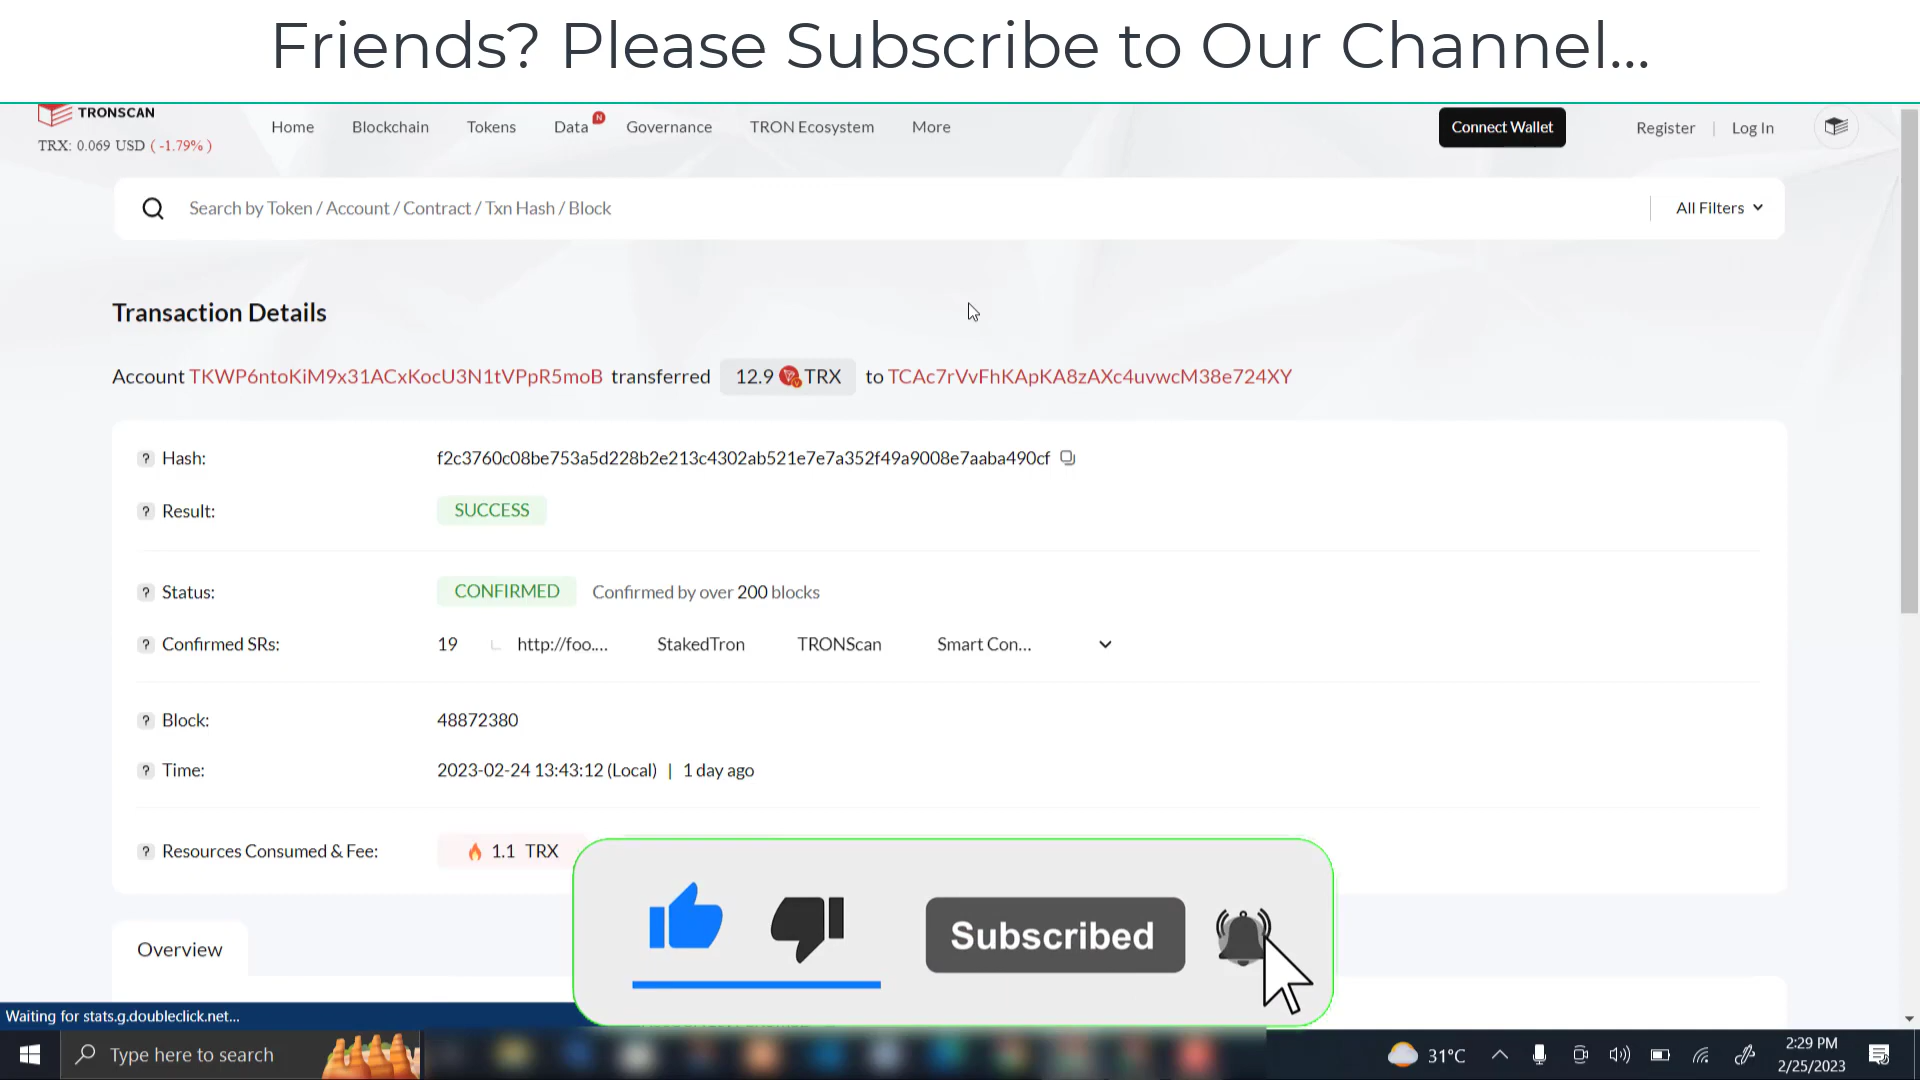 Friends? Please Subscribe to Our Channel...
TRONSCAN
TRX: 0.069 USD ( -1.79% )
Home Blockchain Tokens Data N Governance TRON Ecosystem More
Connect Wallet Register | Log In
Search by Token / Account / Contract / Txn Hash / Block
All Filters
Transaction Details
Account TKWP6ntoKiM9x31ACxKocU3N1tVPpR5moB transferred 12.9 TRX to TCAc7rVvFhKApKA8zAXc4uvwcM38e724XY
? Hash: f2c3760c08be753a5d228b2e213c4302ab521e7e7a352f49a9008e7aaba490cf
? Result: SUCCESS
? Status: CONFIRMED Confirmed by over 200 blocks
? Confirmed SRs: 19 http://foo.... StakedTron TRONScan Smart Con...
? Block: 48872380
? Time: 2023-02-24 13:43:12 (Local) | 1 day ago
? Resources Consumed & Fee: 1.1 TRX
Subscribed
Overview
Waiting for stats.g.doubleclick.net...
Type here to search
31°C
2:29 PM
2/25/2023